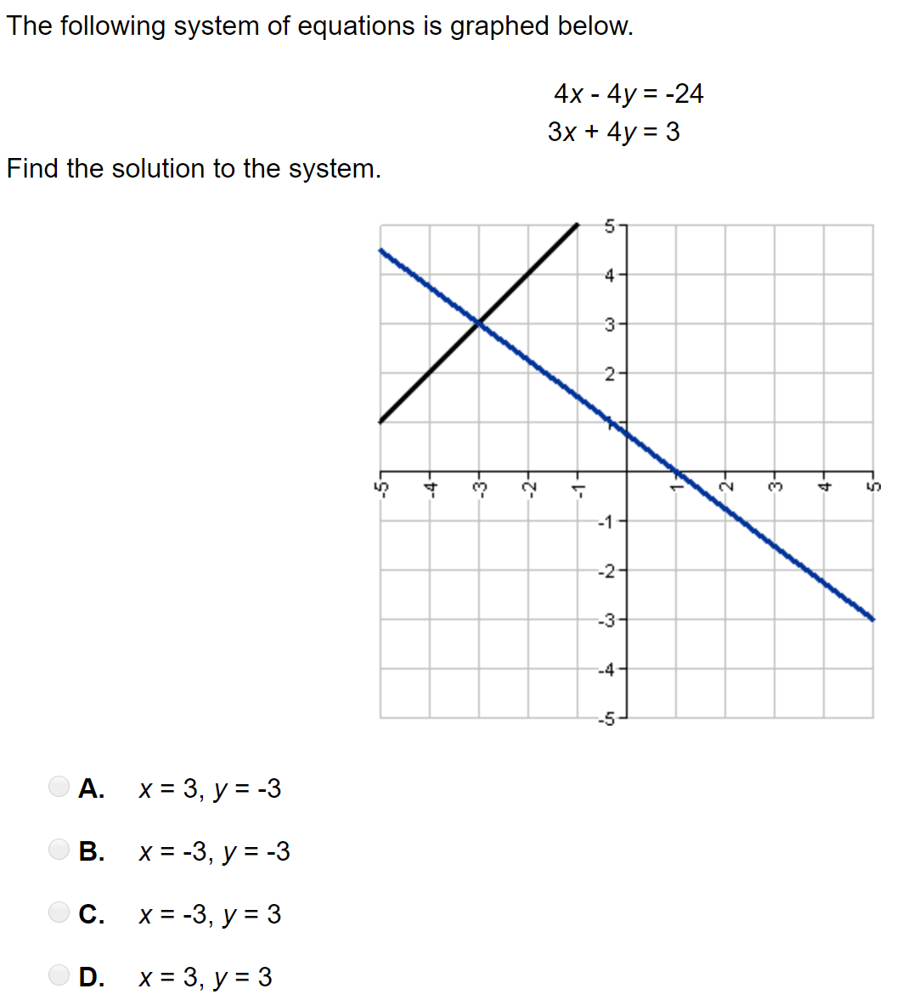 The following system of equations is graphed below.
4x - 4y = -24
3x + 4y = 3
Find the solution to the system.
5
4
3
2
1
-5 -4 -3 -2 -1 1 2 3 4 5
-1
-2
-3
-4
-5
A. x = 3, y = -3
B. x = -3, y = -3
C. x = -3, y = 3
D. x = 3, y = 3